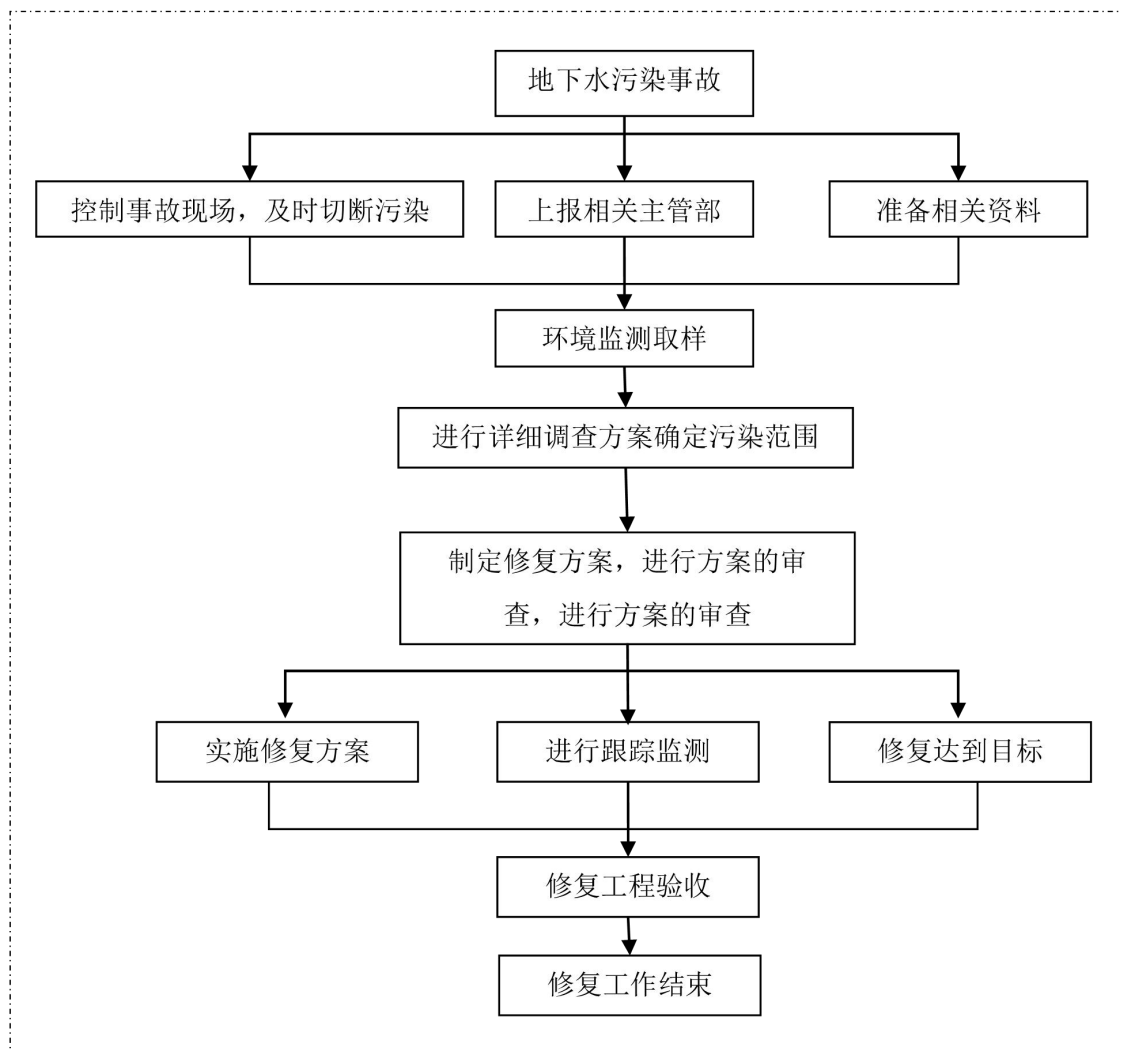 地下水污染事故
控制事故现场，及时切断污染
上报相关主管部
准备相关资料
环境监测取样
进行详细调查方案确定污染范围
制定修复方案，进行方案的审
查，进行方案的审查
实施修复方案
进行跟踪监测
修复达到目标
修复工程验收
修复工作结束